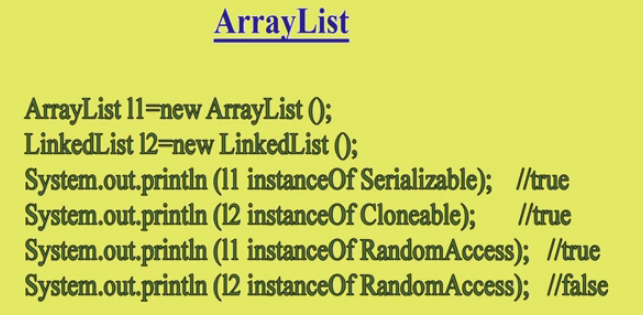 ArrayList
ArrayList l1=new ArrayList ();
LinkedList l2=new LinkedList ();
System.out.println (l1 instanceOf Serializable); //true
System.out.println (l2 instanceOf Cloneable); //true
System.out.println (l1 instanceOf RandomAccess); //true
System.out.println (l2 instanceOf RandomAccess); //false